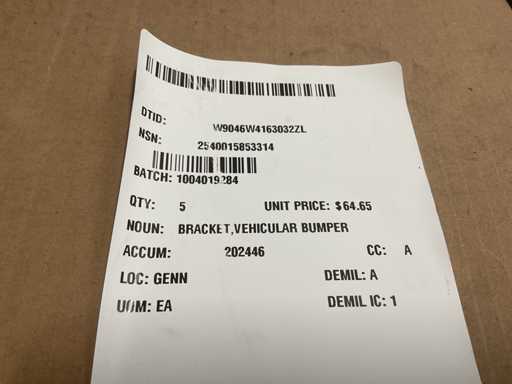 DTID: W9046W4163032ZL
NSN: 2540015853314
BATCH: 1004019284
QTY: 5 UNIT PRICE: $64.65
NOUN: BRACKET,VEHICULAR BUMPER
ACCUM: 202446 CC: A
LOC: GENN DEMIL: A
UOM: EA DEMIL IC: 1